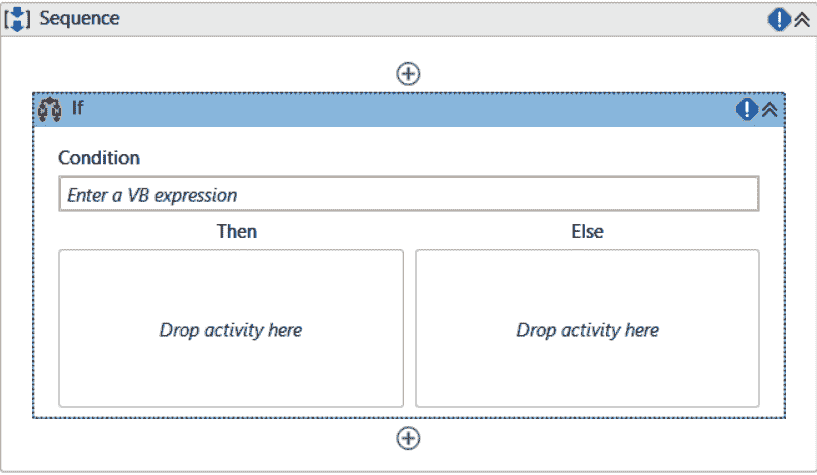 Sequence
If
Condition
Enter a VB expression
Then Else
Drop activity here Drop activity here